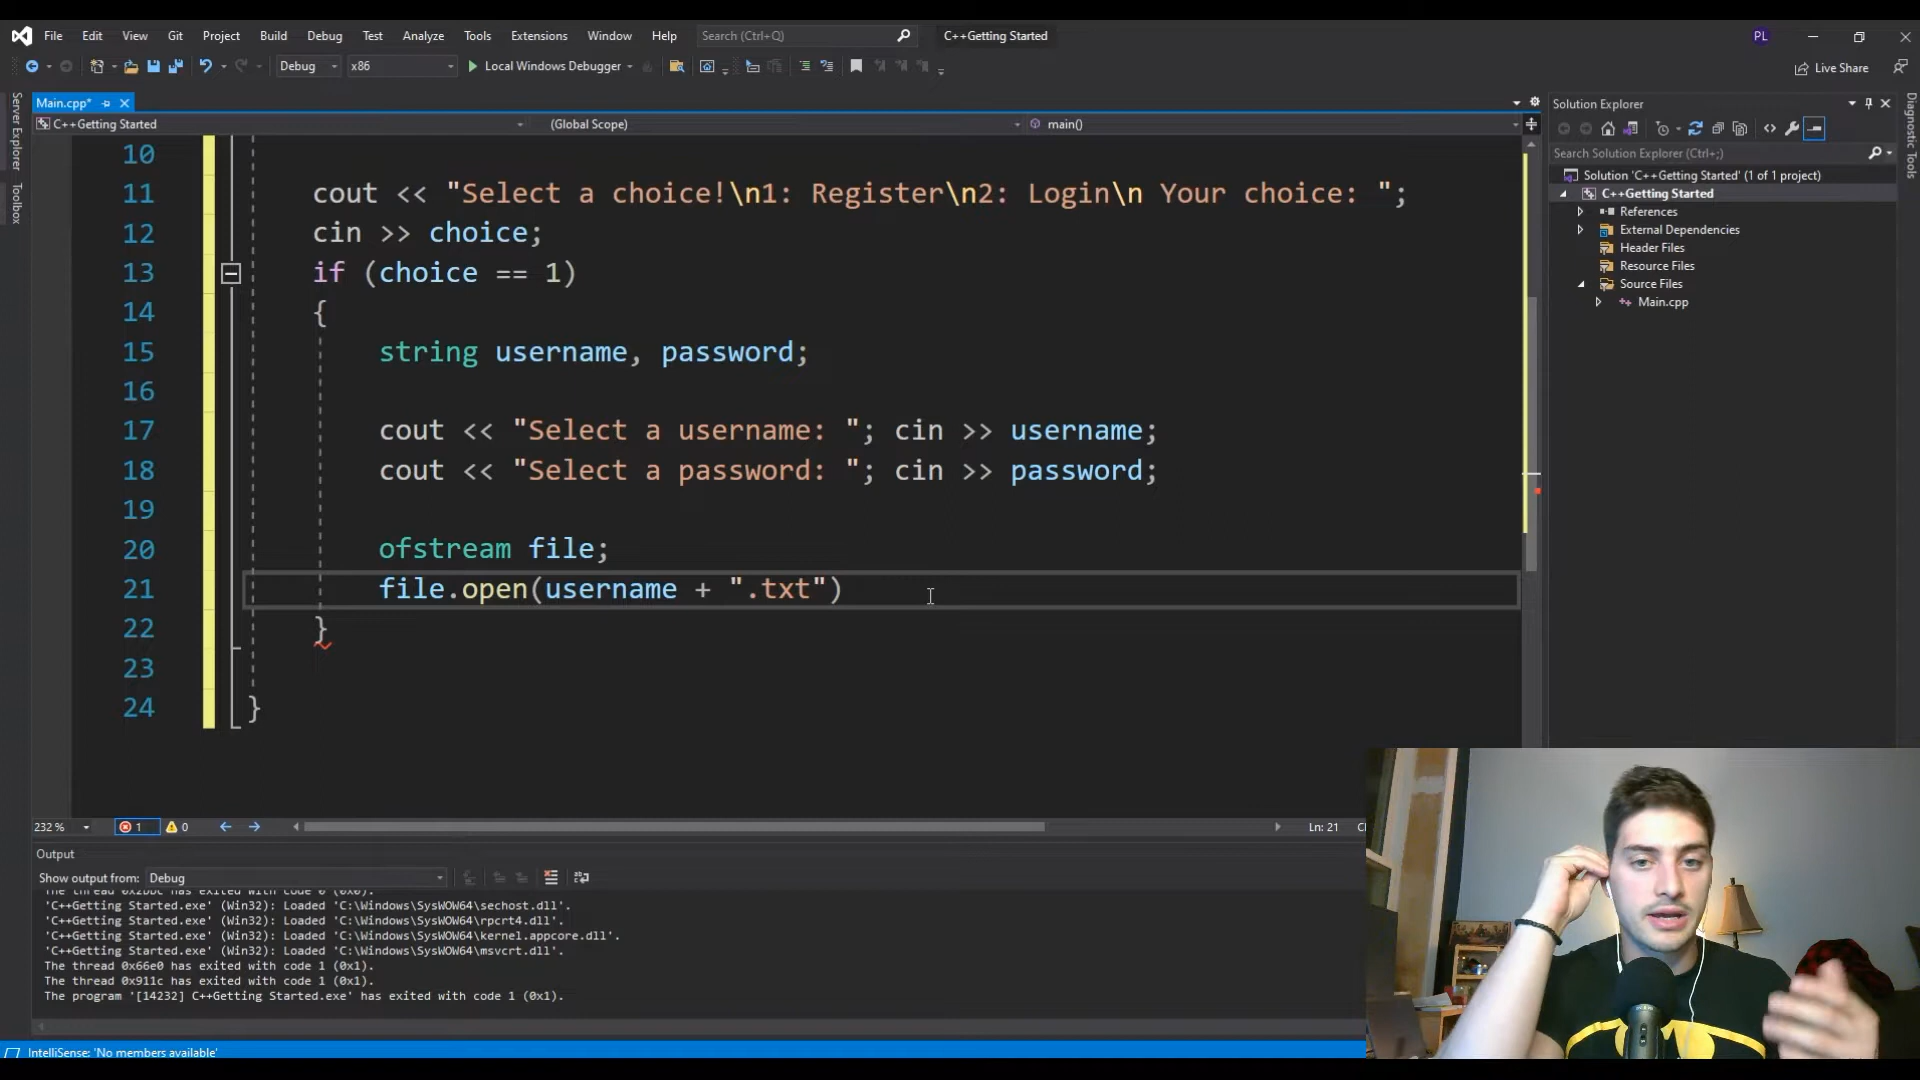 File Edit View Git Project Build Debug Test Analyze Tools Extensions Window Help Search (Ctrl+Q) C++Getting Started PL
Debug x86 Local Windows Debugger Live Share
Main.cpp*
C++Getting Started (Global Scope) main()
Server Explorer
Toolbox
10
11 cout << "Select a choice!\n1: Register\n2: Login\n Your choice: ";
12 cin >> choice;
13 if (choice == 1)
14 {
15 string username, password;
16
17 cout << "Select a username: "; cin >> username;
18 cout << "Select a password: "; cin >> password;
19
20 ofstream file;
21 file.open(username + ".txt")
22 }
23
24 }
232 % 1 0 Ln: 21
Output
Show output from: Debug
'C++Getting Started.exe' (Win32): Loaded 'C:\Windows\SysWOW64\sechost.dll'.
'C++Getting Started.exe' (Win32): Loaded 'C:\Windows\SysWOW64\rpcrt4.dll'.
'C++Getting Started.exe' (Win32): Loaded 'C:\Windows\SysWOW64\kernel.appcore.dll'.
'C++Getting Started.exe' (Win32): Loaded 'C:\Windows\SysWOW64\msvcrt.dll'.
The thread 0x66e0 has exited with code 1 (0x1).
The thread 0x911c has exited with code 1 (0x1).
The program '[14232] C++Getting Started.exe' has exited with code 1 (0x1).
IntelliSense: 'No members available'
Solution Explorer
Search Solution Explorer (Ctrl+;)
Solution 'C++Getting Started' (1 of 1 project)
C++Getting Started
References
External Dependencies
Header Files
Resource Files
Source Files
Main.cpp
Diagnostic Tools